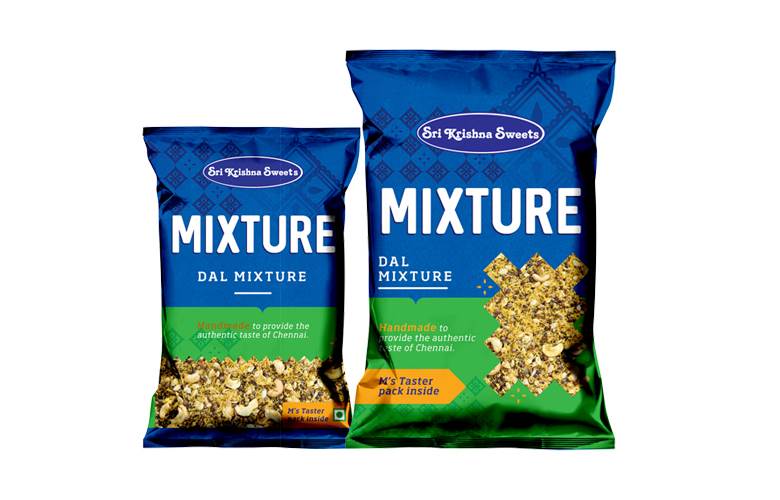 Sri Krishna Sweets
MIXTURE
DAL MIXTURE
Handmade to provide the
authentic taste of Chennai.
M's Taster
pack inside
Sri Krishna Sweets
MIXTURE
DAL
MIXTURE
Handmade to
provide the authentic
taste of Chennai.
M's Taster
pack inside